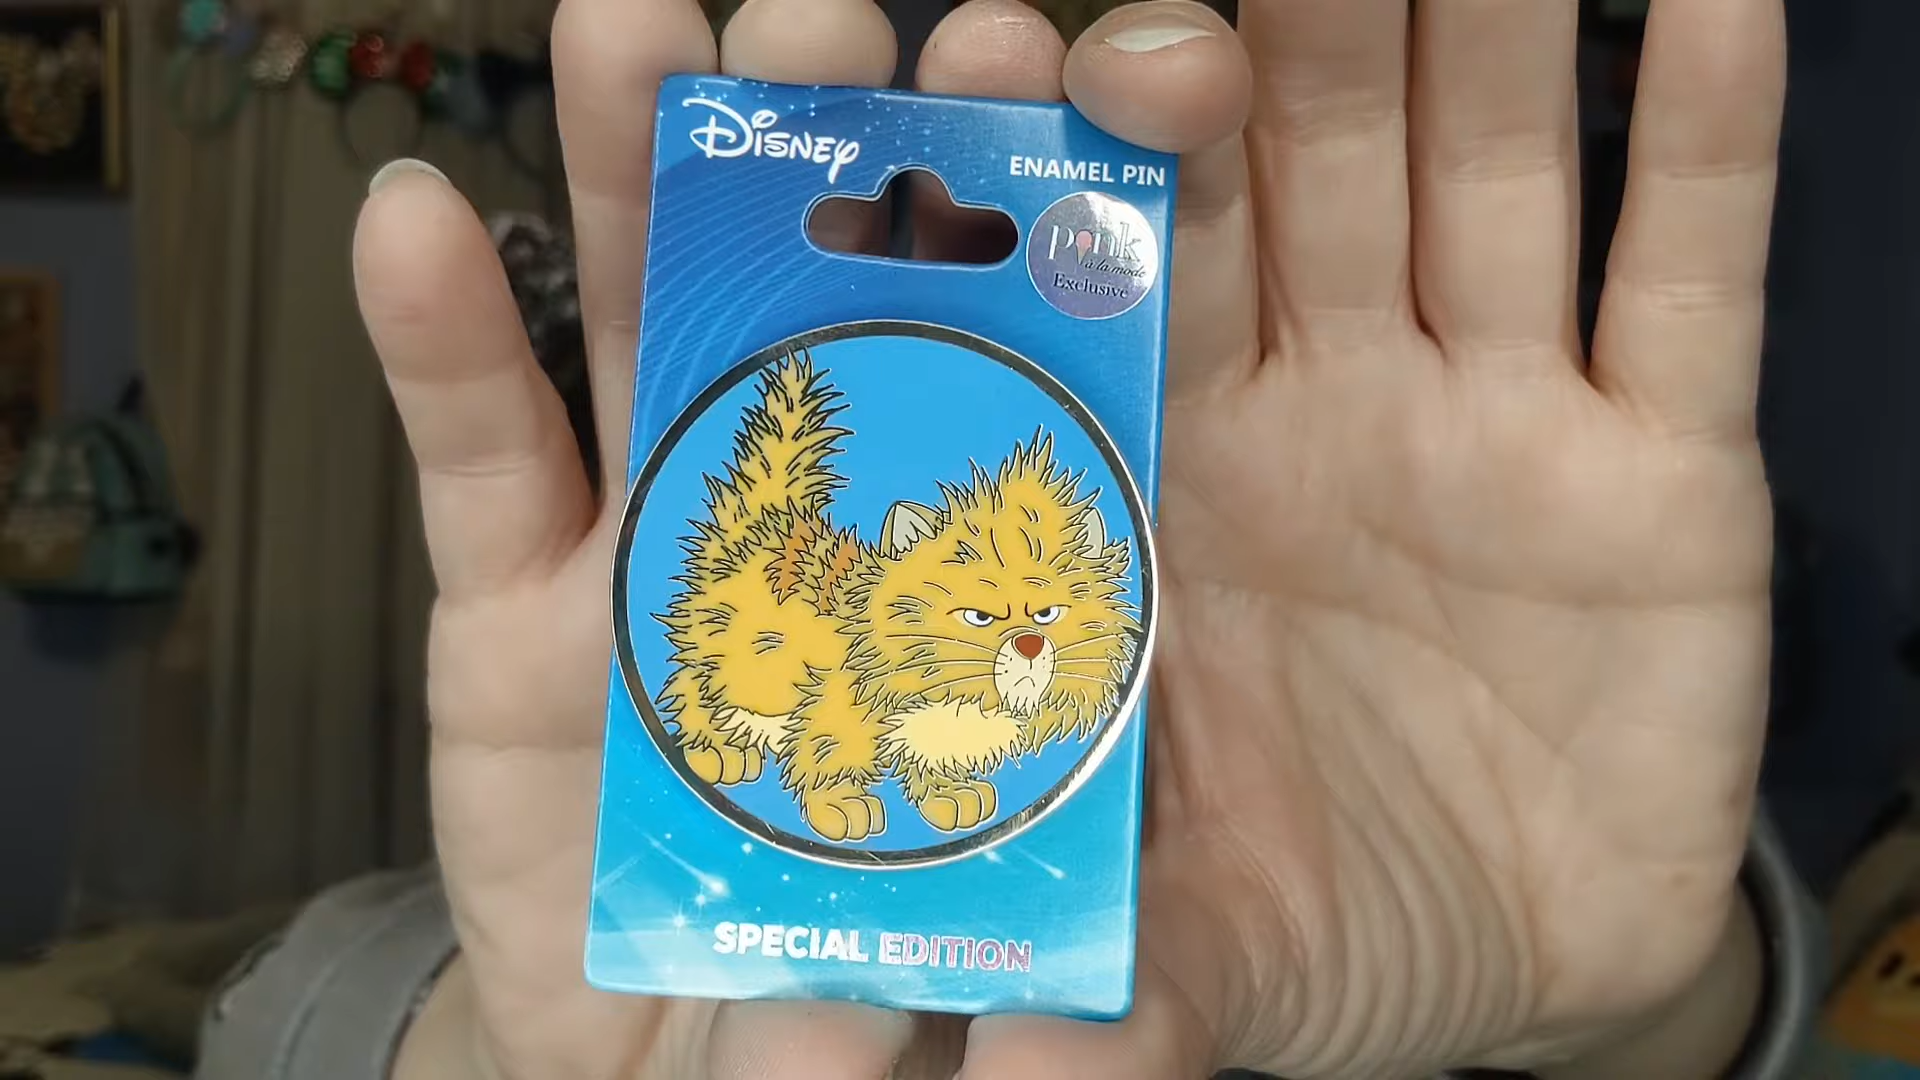 Disney
ENAMEL PIN
pink
à la mode
Exclusive
SPECIAL EDITION